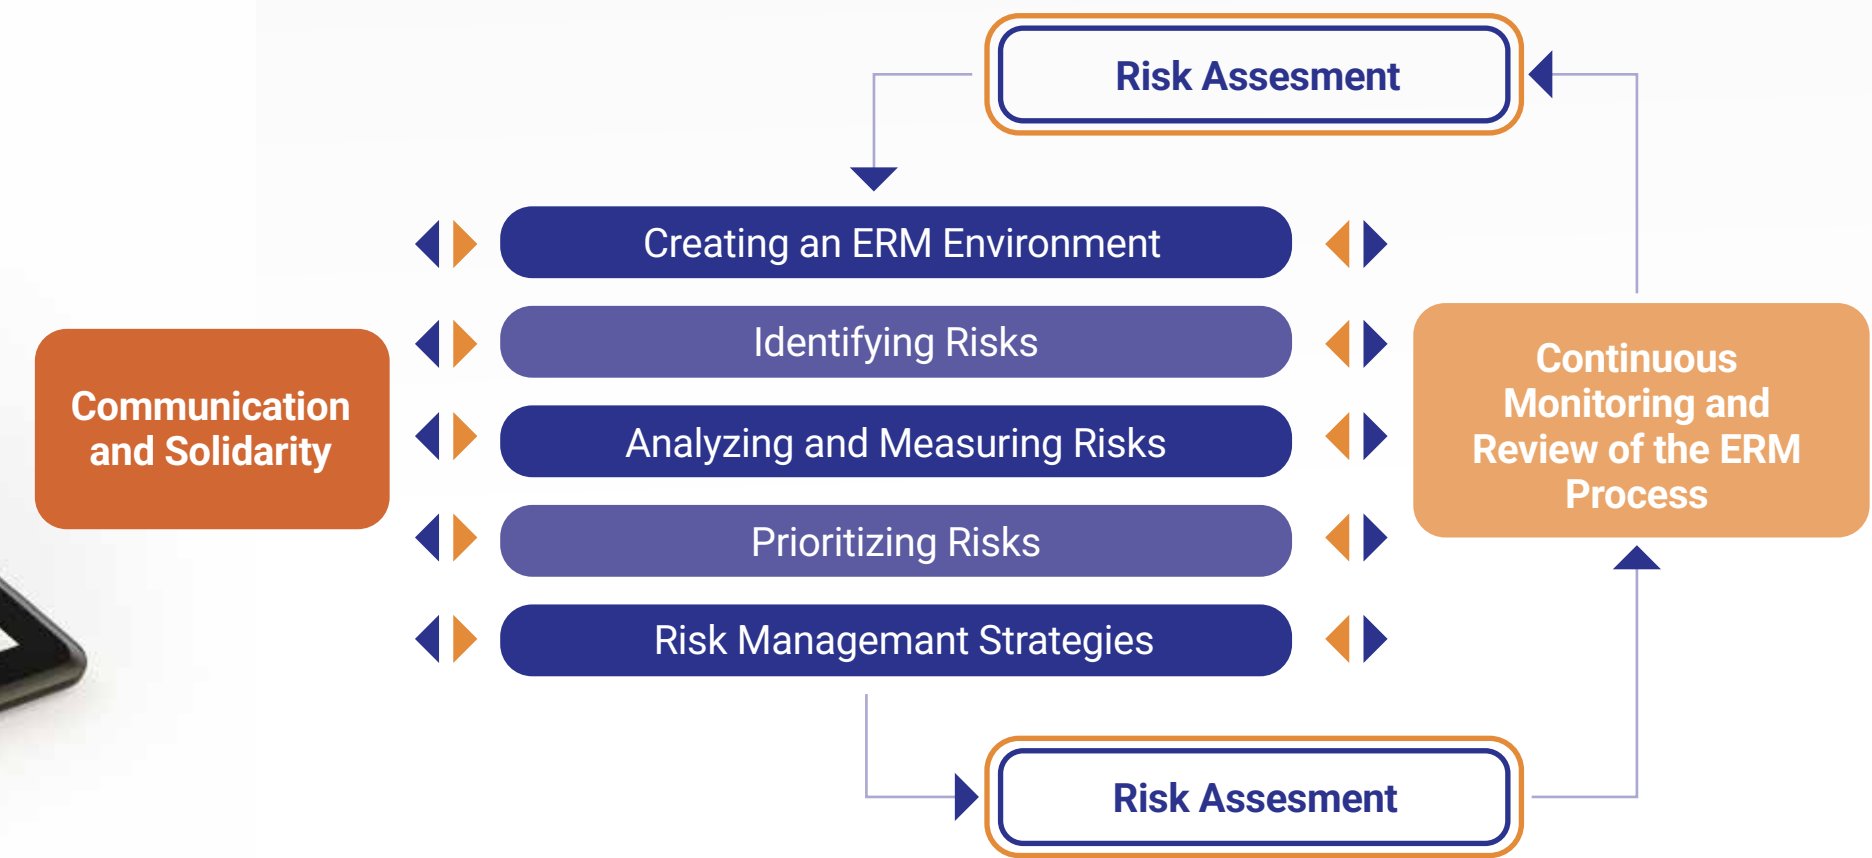 Risk Assesment
Creating an ERM Environment
Identifying Risks
Analyzing and Measuring Risks
Prioritizing Risks
Risk Managemant Strategies
Communication
and Solidarity
Continuous
Monitoring and
Review of the ERM
Process
Risk Assesment